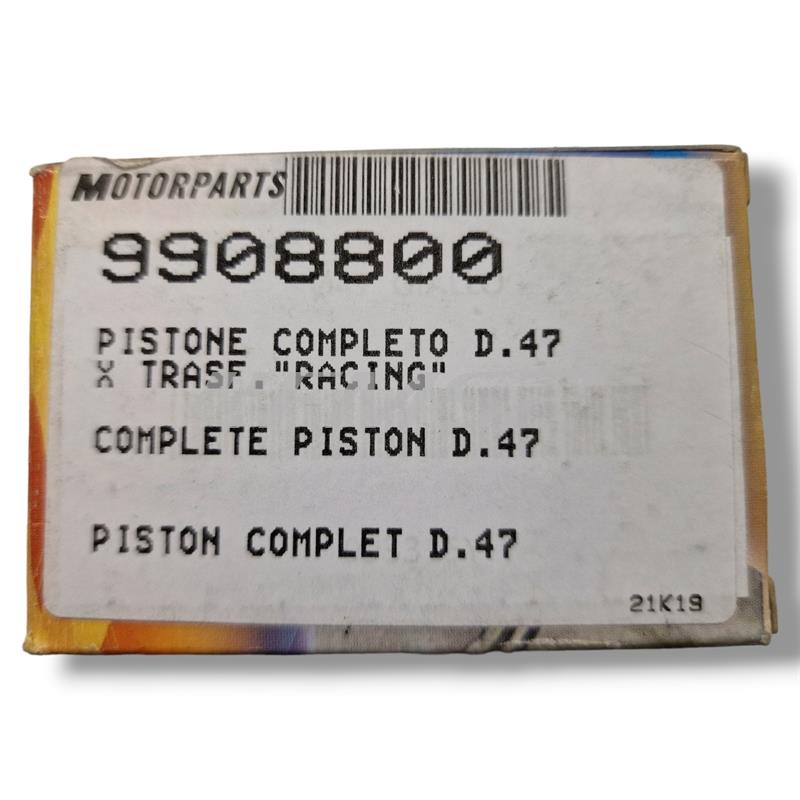 MOTORPARTS
9908800
PISTONE COMPLETO D.47
X TRASF."RACING"
COMPLETE PISTON D.47
PISTON COMPLET D.47
21K19